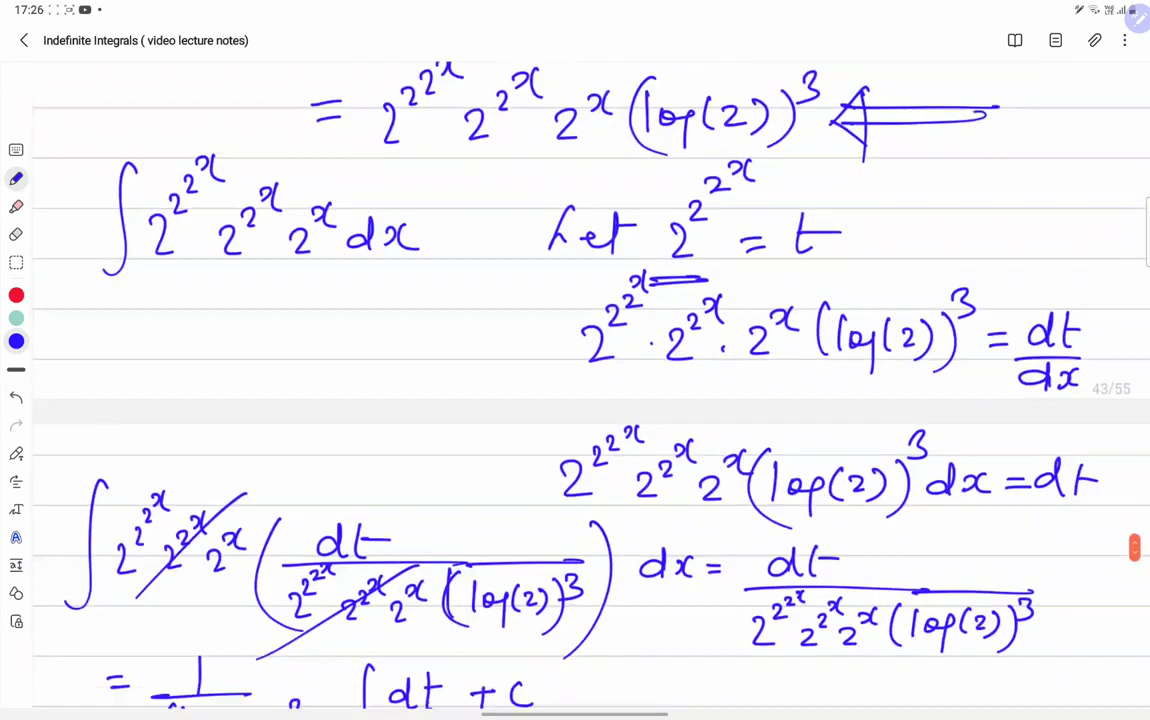 17:26
Indefinite Integrals ( video lecture notes)
= 2^{2^{2^x}} 2^{2^x} 2^x (log(2))^3
∫ 2^{2^{2^x}} 2^{2^x} 2^x dx    Let 2^{2^{2^x}} = t
2^{2^{2^x}} · 2^{2^x} · 2^x (log(2))^3 = dt/dx
43/55
2^{2^{2^x}} 2^{2^x} 2^x (log(2))^3 dx = dt
∫ 2^{2^{2^x}} 2^{2^x} 2^x ( dt / 2^{2^{2^x}} 2^{2^x} 2^x (log(2))^3 )    dx = dt / 2^{2^{2^x}} 2^{2^x} 2^x (log(2))^3
= 1 ∫ dt + c